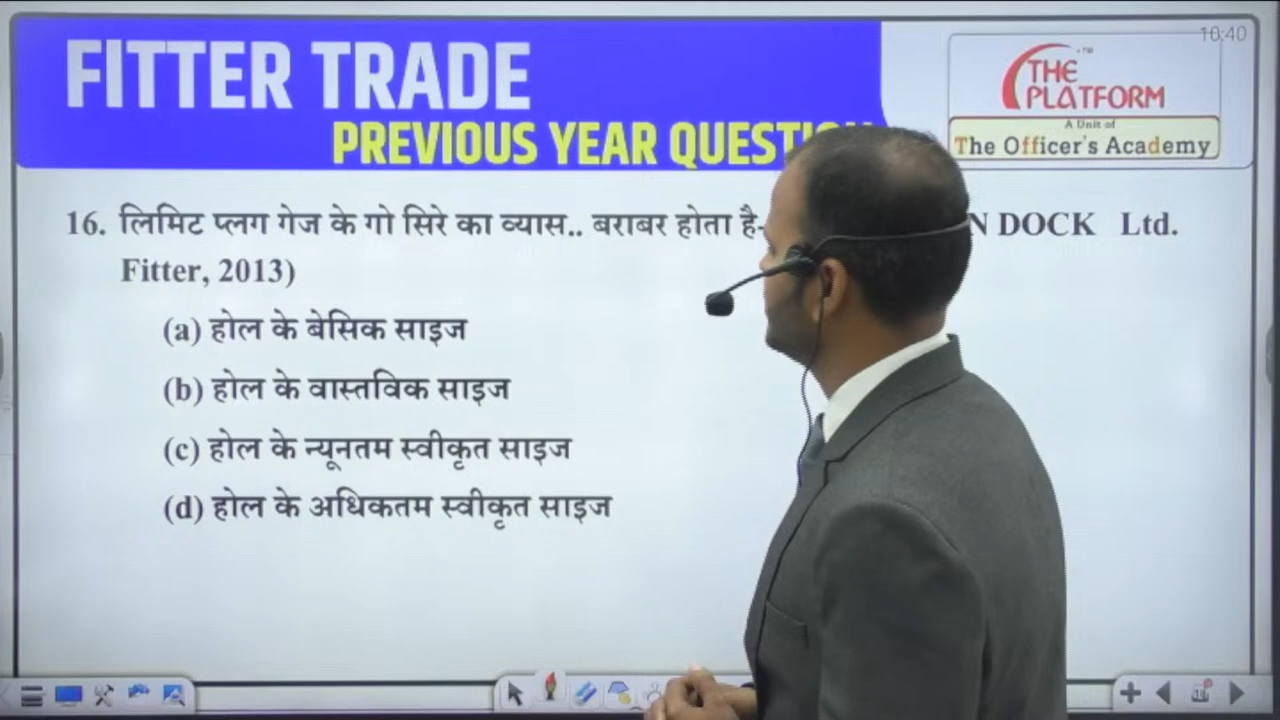 10:40
FITTER TRADE
PREVIOUS YEAR
THE
PLATFORM
A Unit of
The Officer's Academy
16. लिमिट प्लग गेज के गो सिरे का व्यास.. बराबर होता है- DOCK Ltd.
Fitter, 2013)
(a) होल के बेसिक साइज
(b) होल के वास्तविक साइज
(c) होल के न्यूनतम स्वीकृत साइज
(d) होल के अधिकतम स्वीकृत साइज